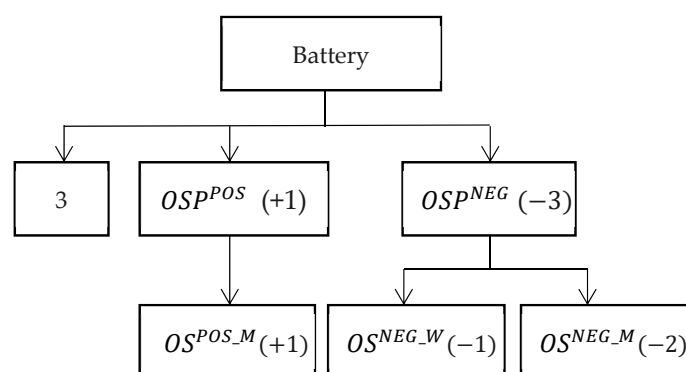 Battery
3
OSP^POS (+1)
OSP^NEG (−3)
OS^POS_M (+1)
OS^NEG_W (−1)
OS^NEG_M (−2)